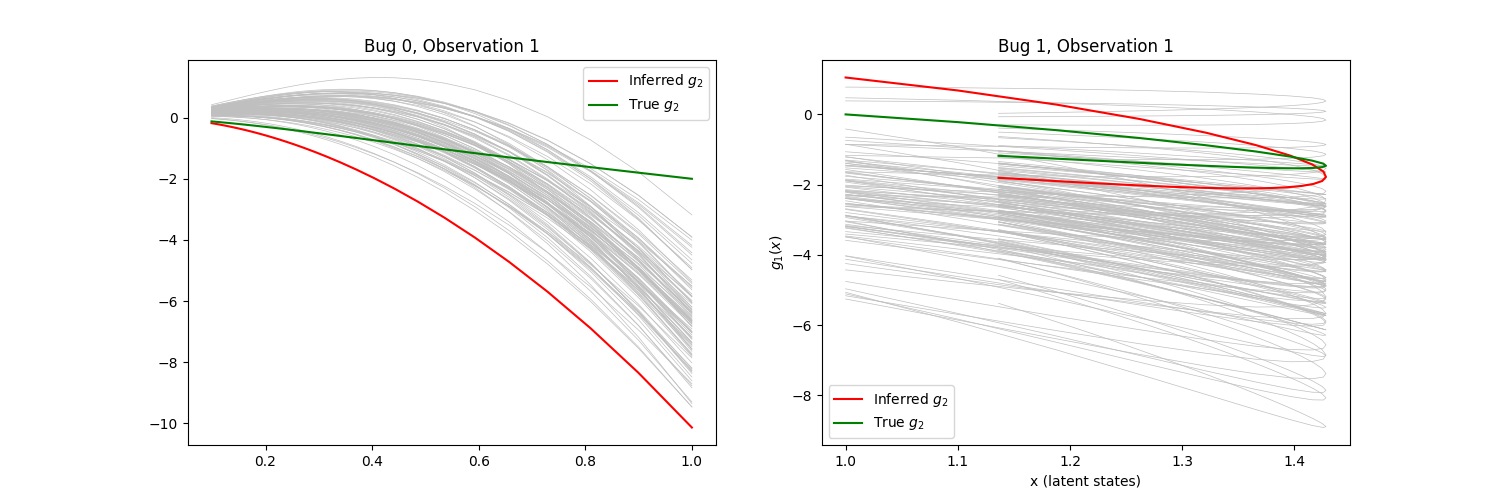 Bug 0, Observation 1
Inferred g₂
True g₂
0
−2
−4
−6
−8
−10
0.2 0.4 0.6 0.8 1.0
Bug 1, Observation 1
g₁(x)
0
−2
−4
−6
−8
Inferred g₂
True g₂
1.0 1.1 1.2 1.3 1.4
x (latent states)